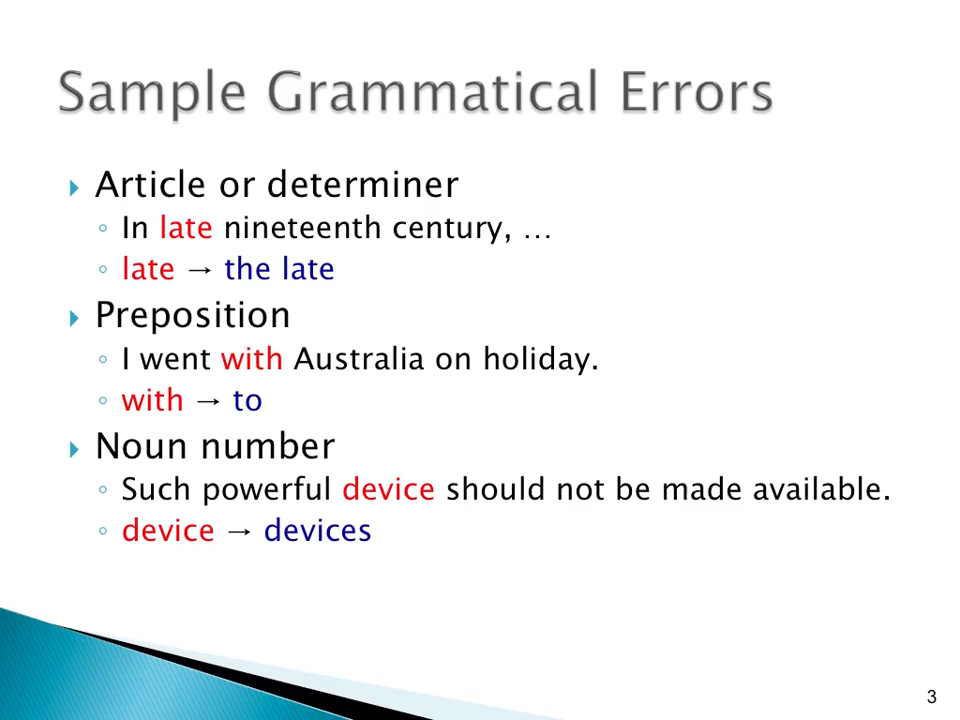 Sample Grammatical Errors
Article or determiner
In late nineteenth century, …
late → the late
Preposition
I went with Australia on holiday.
with → to
Noun number
Such powerful device should not be made available.
device → devices
3